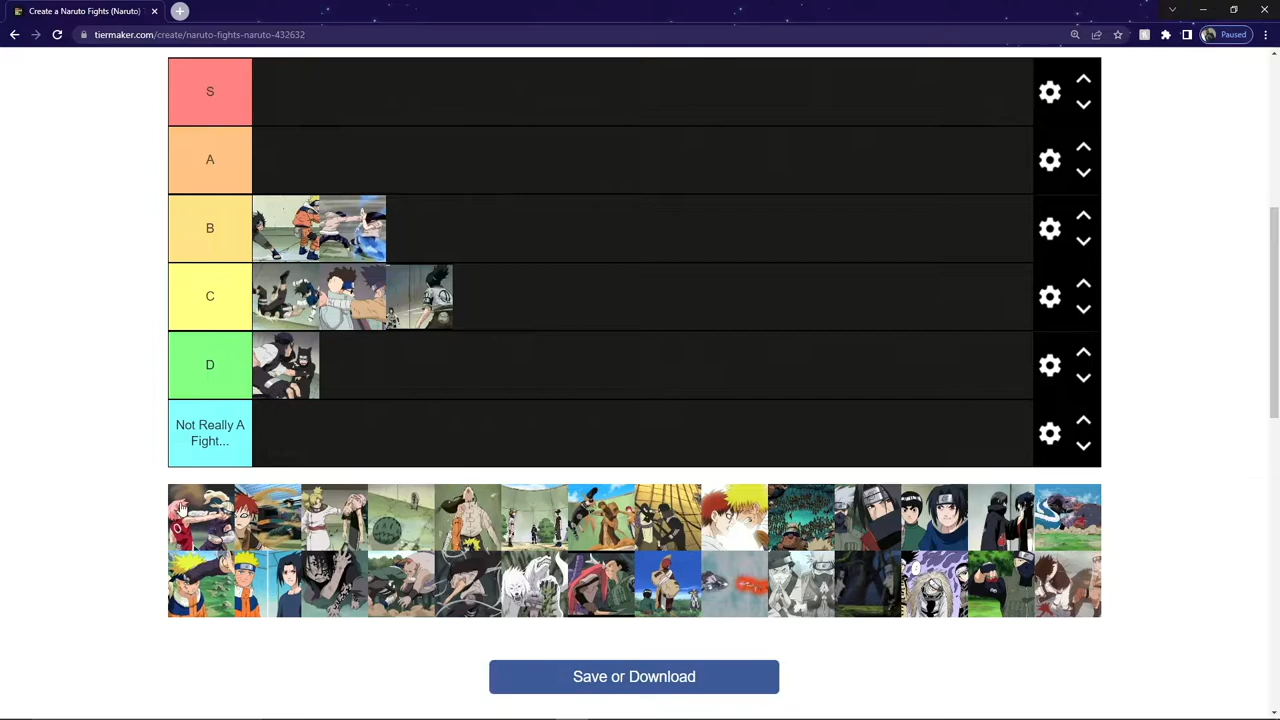 Create a Naruto Fights (Naruto) T
tiermaker.com/create/naruto-fights-naruto-432632
Paused
S
A
B
C
D
Not Really A
Fight...
Save or Download